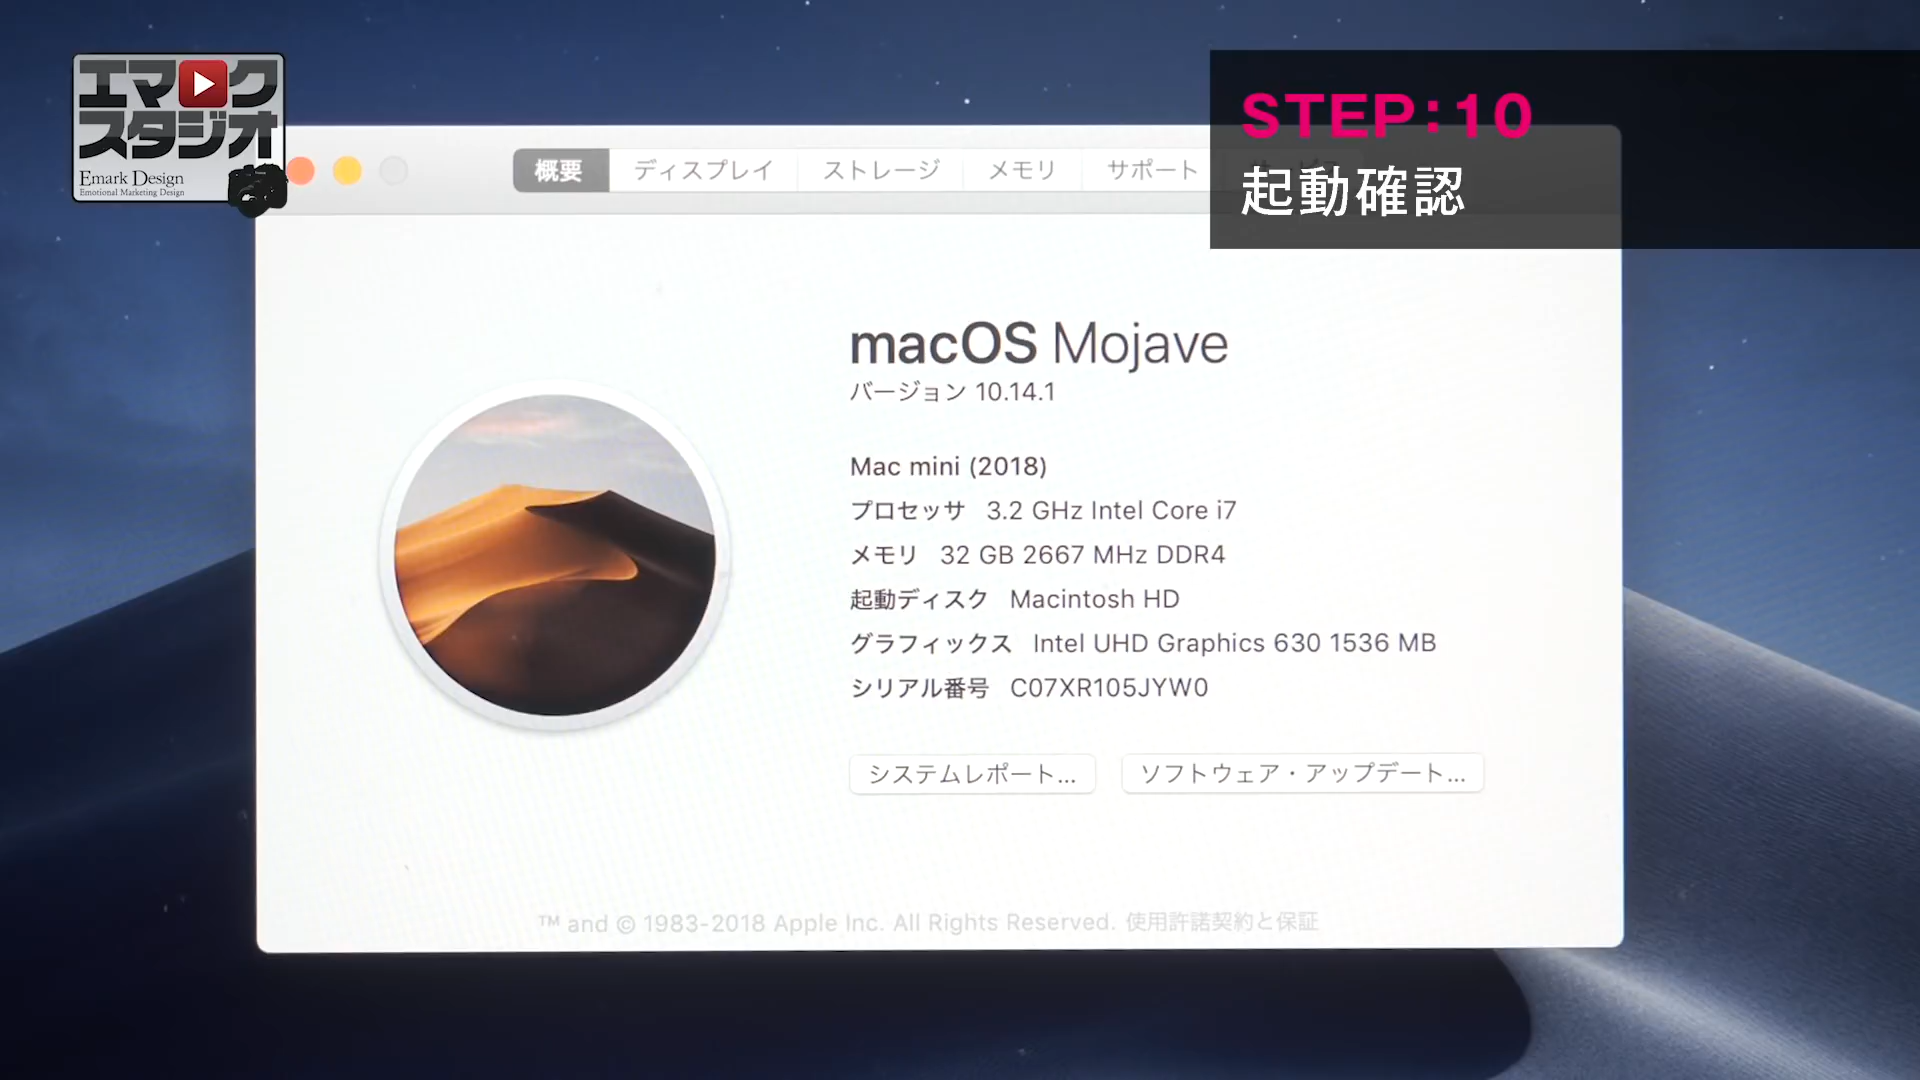 エマークスタジオ
Emark Design
Emotional Marketing Design
STEP:10
起動確認
概要 ディスプレイ ストレージ メモリ サポート
macOS Mojave
バージョン 10.14.1
Mac mini (2018)
プロセッサ 3.2 GHz Intel Core i7
メモリ 32 GB 2667 MHz DDR4
起動ディスク Macintosh HD
グラフィックス Intel UHD Graphics 630 1536 MB
シリアル番号 C07XR105JYW0
システムレポート...
ソフトウェア・アップデート...
™ and © 1983-2018 Apple Inc. All Rights Reserved. 使用許諾契約と保証